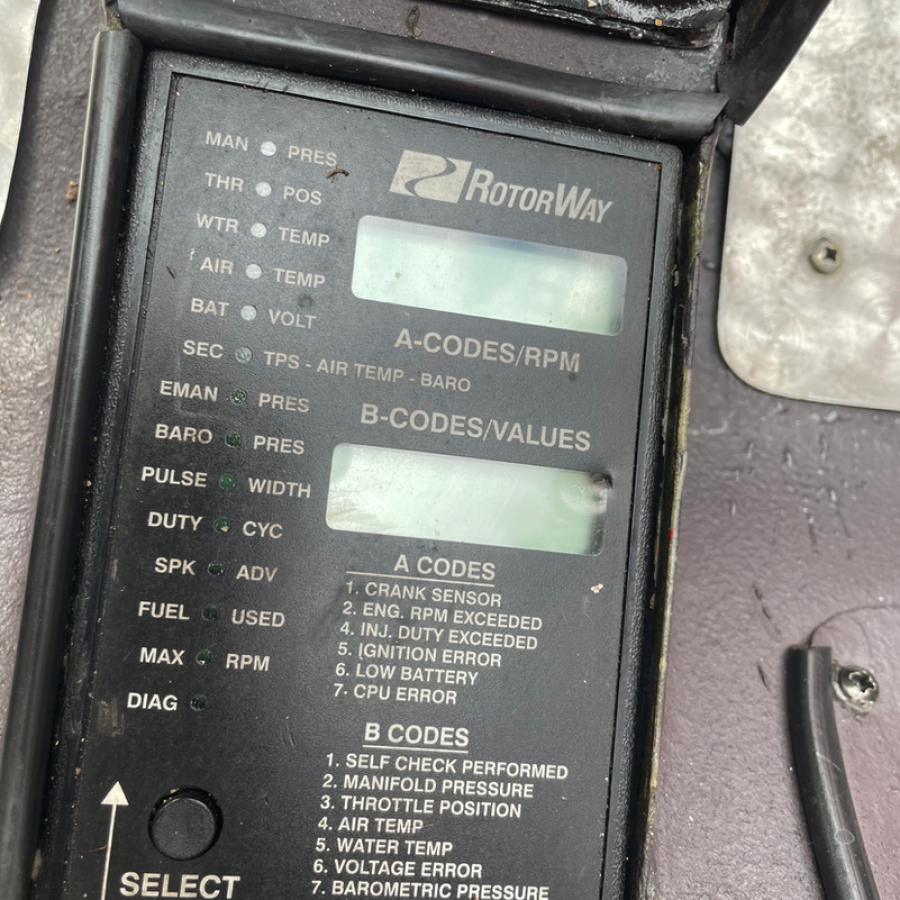 ROTORWAY
MAN PRES
THR POS
WTR TEMP
AIR TEMP
BAT VOLT
SEC TPS - AIR TEMP - BARO
EMAN PRES
BARO PRES
PULSE WIDTH
DUTY CYC
SPK ADV
FUEL USED
MAX RPM
DIAG
SELECT
A-CODES/RPM
B-CODES/VALUES
A CODES
1. CRANK SENSOR
2. ENG. RPM EXCEEDED
4. INJ. DUTY EXCEEDED
5. IGNITION ERROR
6. LOW BATTERY
7. CPU ERROR
B CODES
1. SELF CHECK PERFORMED
2. MANIFOLD PRESSURE
3. THROTTLE POSITION
4. AIR TEMP
5. WATER TEMP
6. VOLTAGE ERROR
7. BAROMETRIC PRESSURE